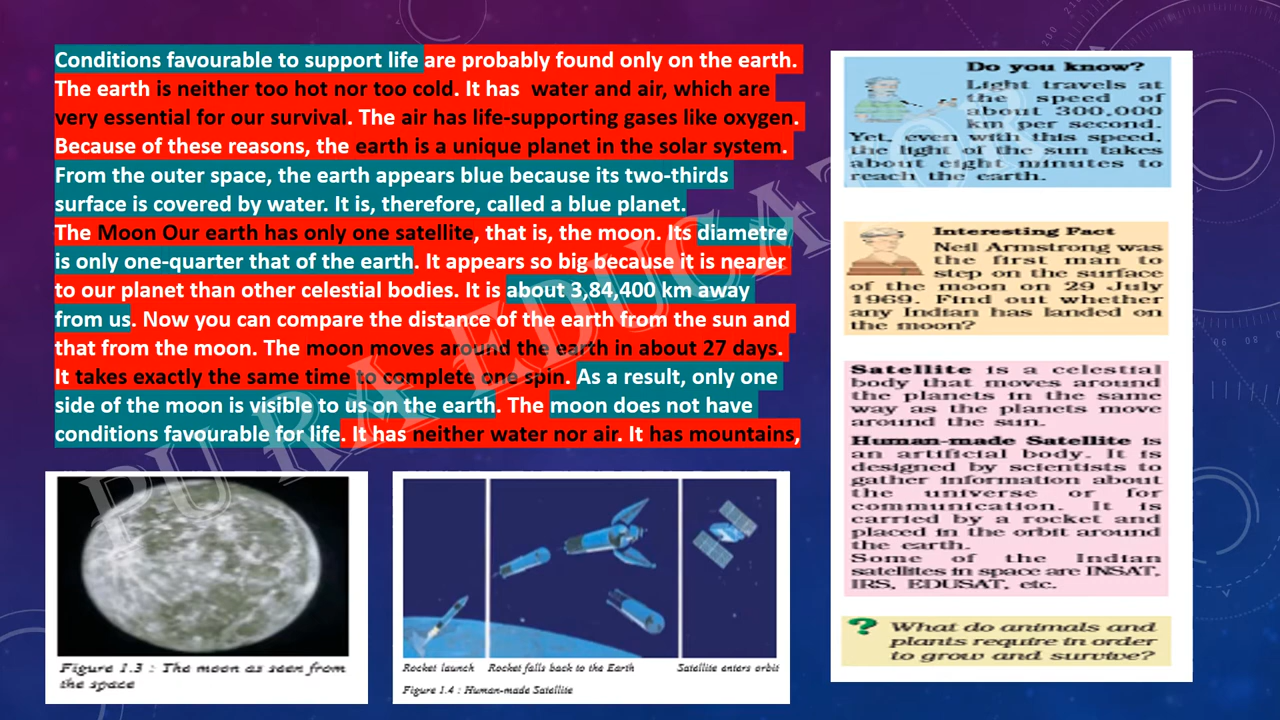 Conditions favourable to support life are probably found only on the earth.
The earth is neither too hot nor too cold. It has water and air, which are
very essential for our survival. The air has life-supporting gases like oxygen.
Because of these reasons, the earth is a unique planet in the solar system.
From the outer space, the earth appears blue because its two-thirds
surface is covered by water. It is, therefore, called a blue planet.
The Moon Our earth has only one satellite, that is, the moon. Its diametre
is only one-quarter that of the earth. It appears so big because it is nearer
to our planet than other celestial bodies. It is about 3,84,400 km away
from us. Now you can compare the distance of the earth from the sun and
that from the moon. The moon moves around the earth in about 27 days.
It takes exactly the same time to complete one spin. As a result, only one
side of the moon is visible to us on the earth. The moon does not have
conditions favourable for life. It has neither water nor air. It has mountains,
Figure 1.3 : The moon as seen from
the space
Rocket launch Rocket falls back to the Earth Satellite enters orbit
Figure 1.4 : Human-made Satellite
Do you know?
Light travels at
the speed of
about 300,000
km per second.
Yet, even with this speed,
the light of the sun takes
about eight minutes to
reach the earth.
Interesting Fact
Neil Armstrong was
the first man to
step on the surface
of the moon on 29 July
1969. Find out whether
any Indian has landed on
the moon?
Satellite is a celestial
body that moves around
the planets in the same
way as the planets move
around the sun.
Human-made Satellite is
an artificial body. It is
designed by scientists to
gather information about
the universe or for
communication. It is
carried by a rocket and
placed in the orbit around
the earth.
Some of the Indian
satellites in space are INSAT,
IRS, EDUSAT, etc.
? What do animals and
plants require in order
to grow and survive?